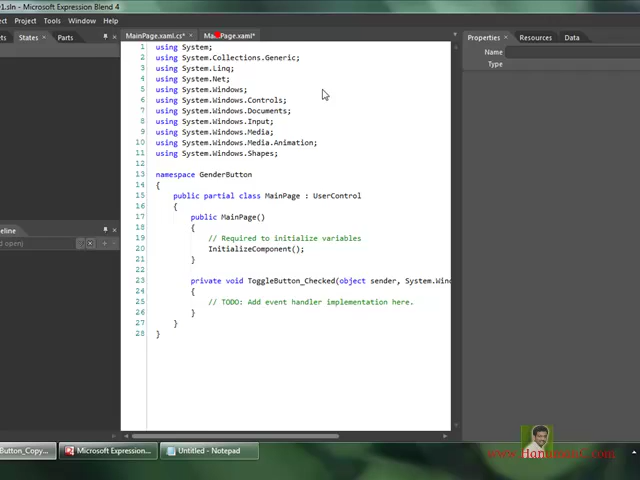 1.sln - Microsoft Expression Blend 4
Project Tools Window Help
States × Parts
MainPage.xaml.cs* × MainPage.xaml*
Properties × Resources Data
Name
Type
1 using System;
2 using System.Collections.Generic;
3 using System.Linq;
4 using System.Net;
5 using System.Windows;
6 using System.Windows.Controls;
7 using System.Windows.Documents;
8 using System.Windows.Input;
9 using System.Windows.Media;
10 using System.Windows.Media.Animation;
11 using System.Windows.Shapes;
12
13 namespace GenderButton
14 {
15 public partial class MainPage : UserControl
16 {
17 public MainPage()
18 {
19 // Required to initialize variables
20 InitializeComponent();
21 }
22
23 private void ToggleButton_Checked(object sender, System.Wind
24 {
25 // TODO: Add event handler implementation here.
26 }
27 }
28 }
eline ×
open)
Button_Copy... Microsoft Expression... Untitled - Notepad